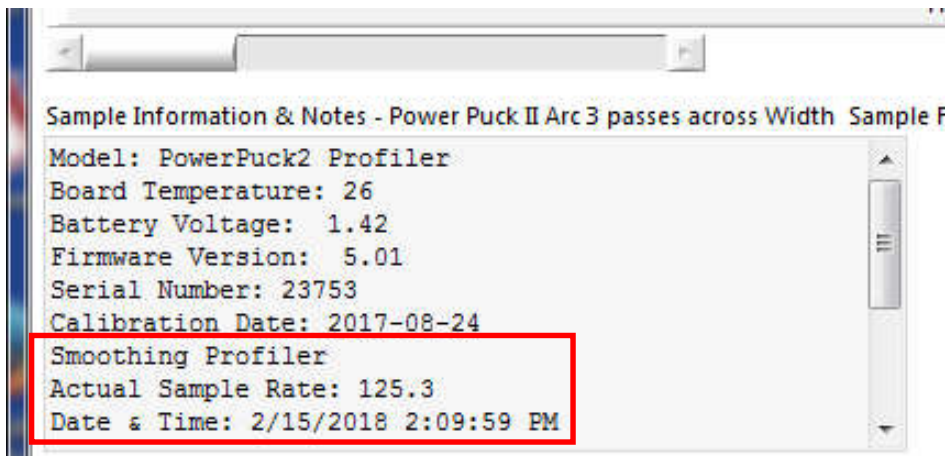 Sample Information & Notes - Power Puck II Arc 3 passes across Width  Sample
Model: PowerPuck2 Profiler
Board Temperature: 26
Battery Voltage:  1.42
Firmware Version:  5.01
Serial Number: 23753
Calibration Date: 2017-08-24
Smoothing Profiler
Actual Sample Rate: 125.3
Date & Time: 2/15/2018 2:09:59 PM